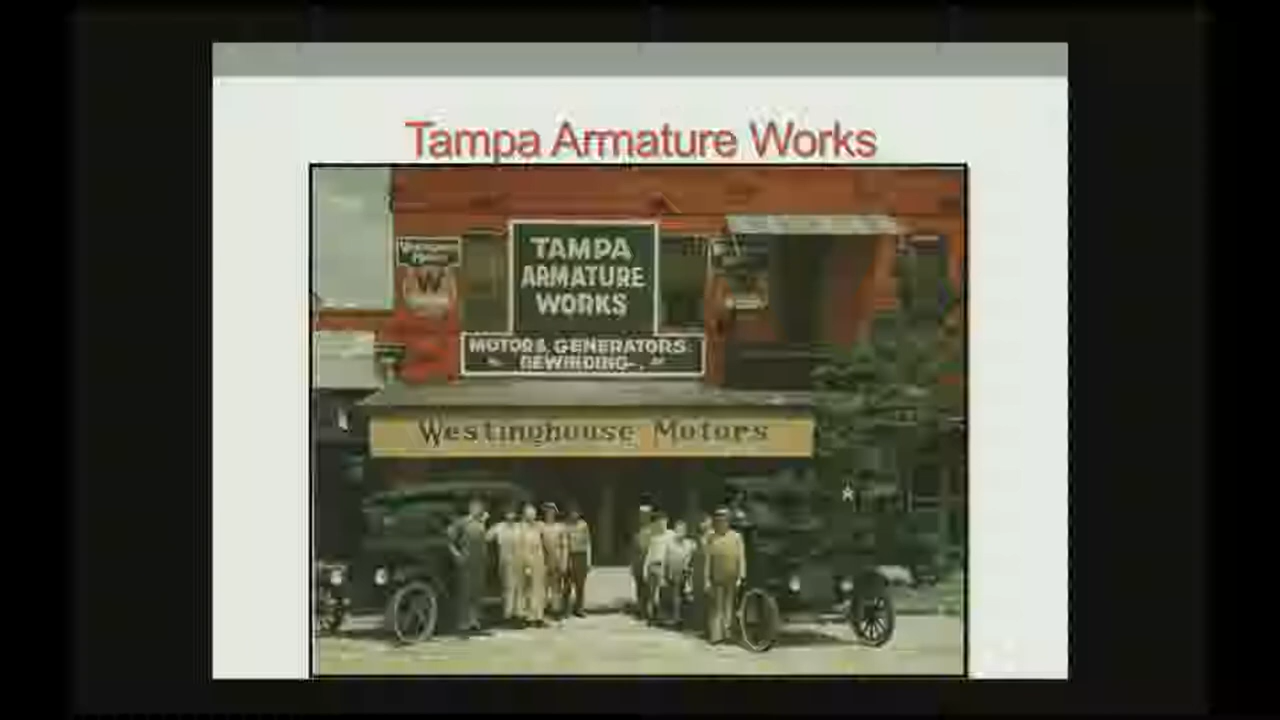 Tampa Armature Works
TAMPA
ARMATURE
WORKS
W
MOTORS, GENERATORS
REWINDING
Westinghouse Motors